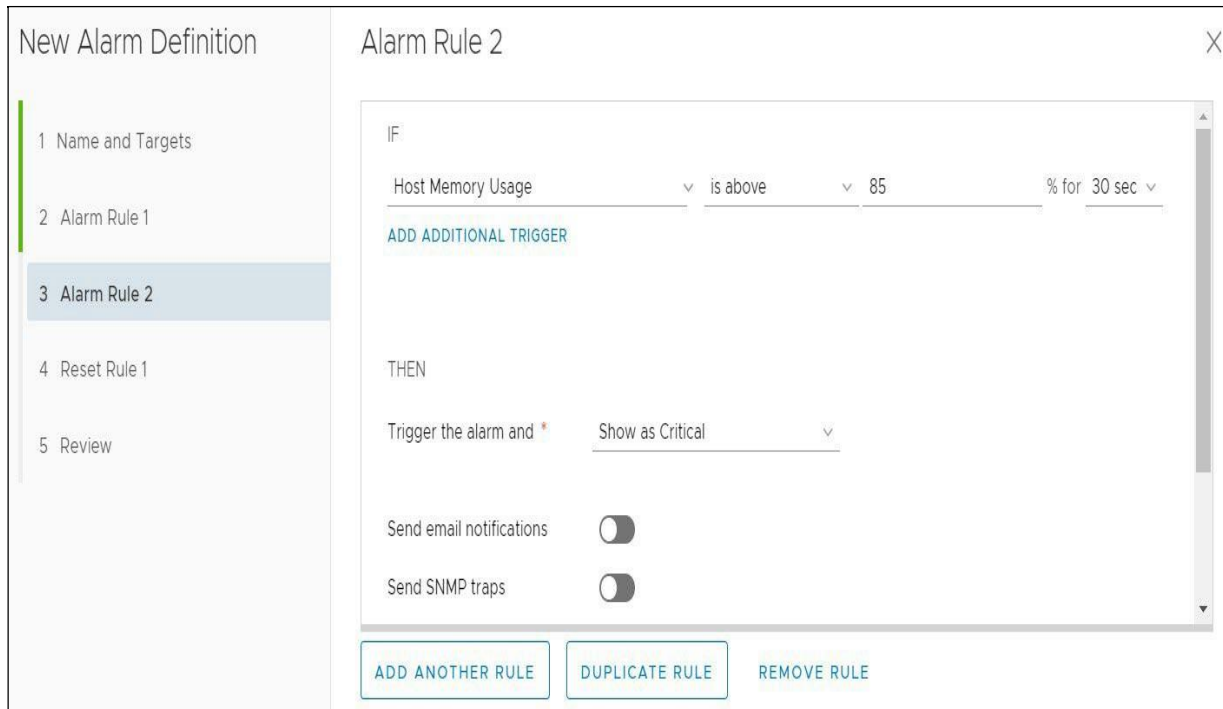 New Alarm Definition
1 Name and Targets
2 Alarm Rule 1
3 Alarm Rule 2
4 Reset Rule 1
5 Review
Alarm Rule 2
IF
Host Memory Usage is above 85 % for 30 sec
ADD ADDITIONAL TRIGGER
THEN
Trigger the alarm and * Show as Critical
Send email notifications
Send SNMP traps
ADD ANOTHER RULE DUPLICATE RULE REMOVE RULE